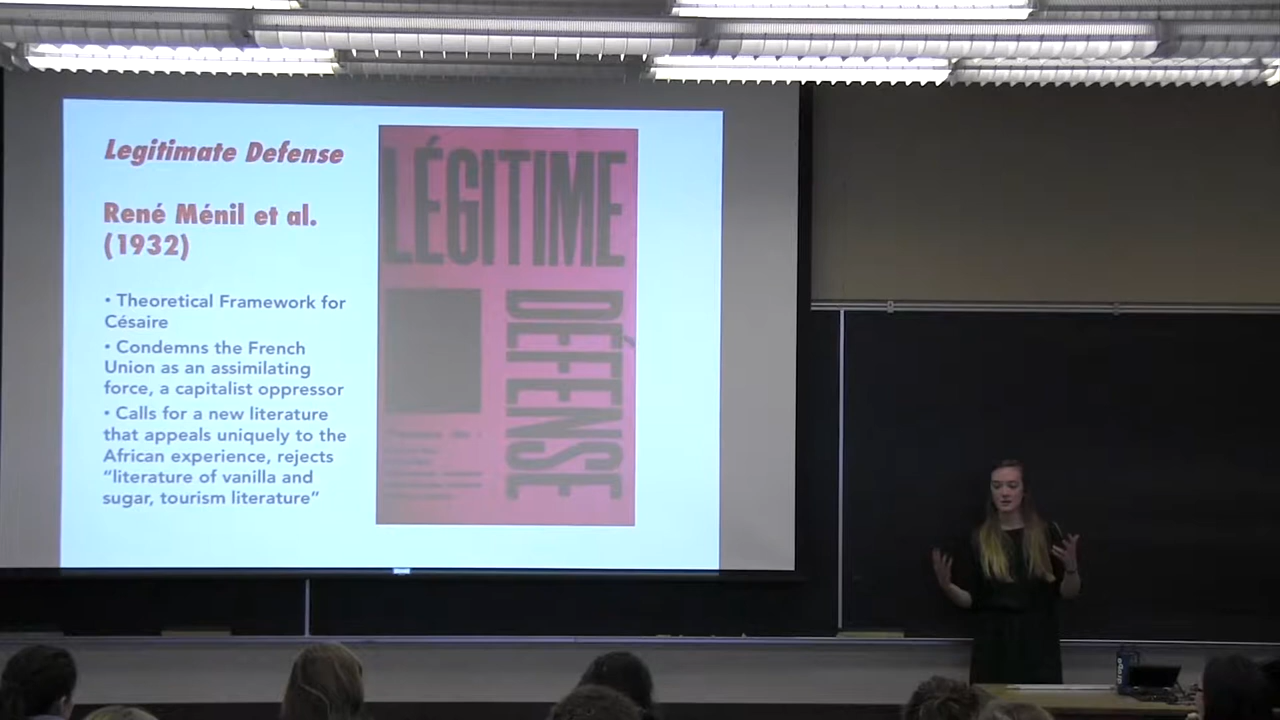 Legitimate Defense
René Ménil et al.
(1932)
• Theoretical Framework for
Césaire
• Condemns the French
Union as an assimilating
force, a capitalist oppressor
• Calls for a new literature
that appeals uniquely to the
African experience, rejects
“literature of vanilla and
sugar, tourism literature”
LÉGITIME
DÉFENSE